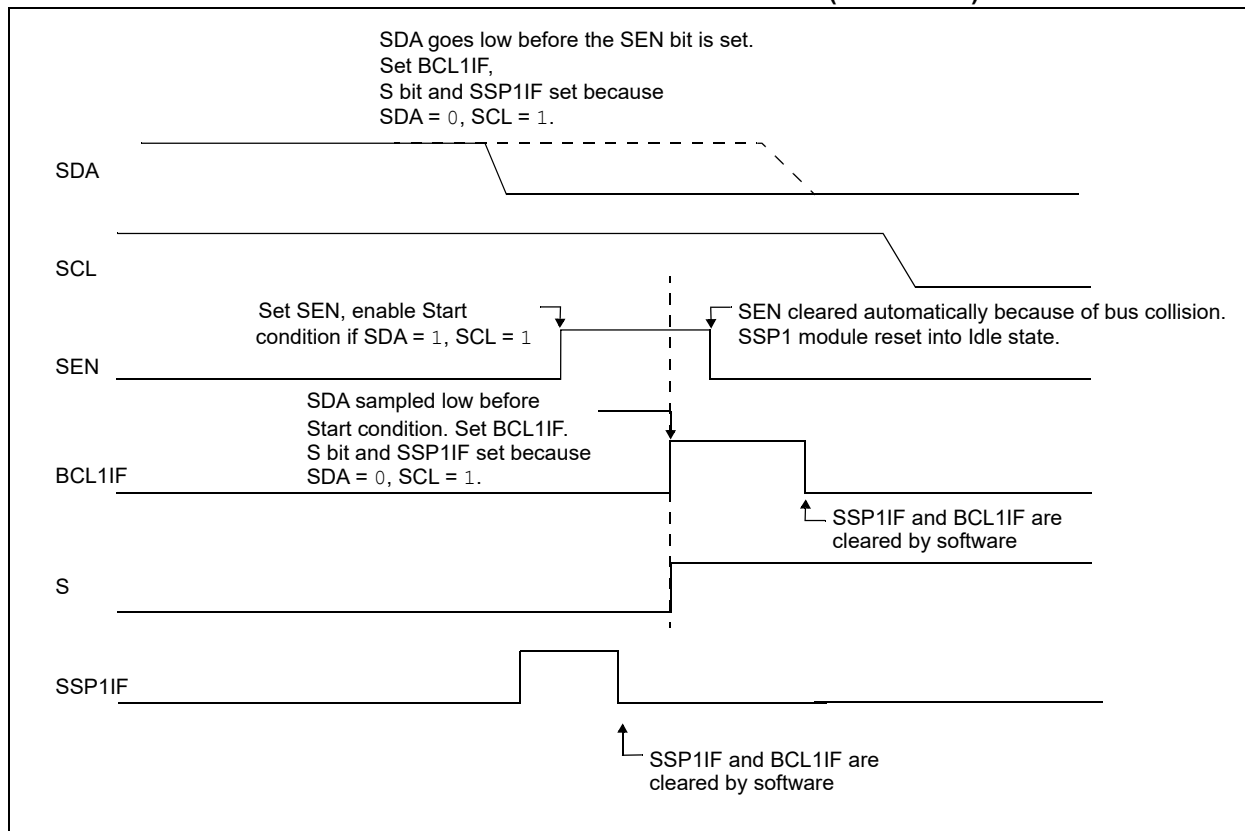 SDA goes low before the SEN bit is set.
Set BCL1IF,
S bit and SSP1IF set because
SDA = 0, SCL = 1.
SDA
SCL
Set SEN, enable Start
condition if SDA = 1, SCL = 1
SEN cleared automatically because of bus collision.
SSP1 module reset into Idle state.
SEN
SDA sampled low before
Start condition. Set BCL1IF.
S bit and SSP1IF set because
SDA = 0, SCL = 1.
BCL1IF
SSP1IF and BCL1IF are
cleared by software
S
SSP1IF
SSP1IF and BCL1IF are
cleared by software